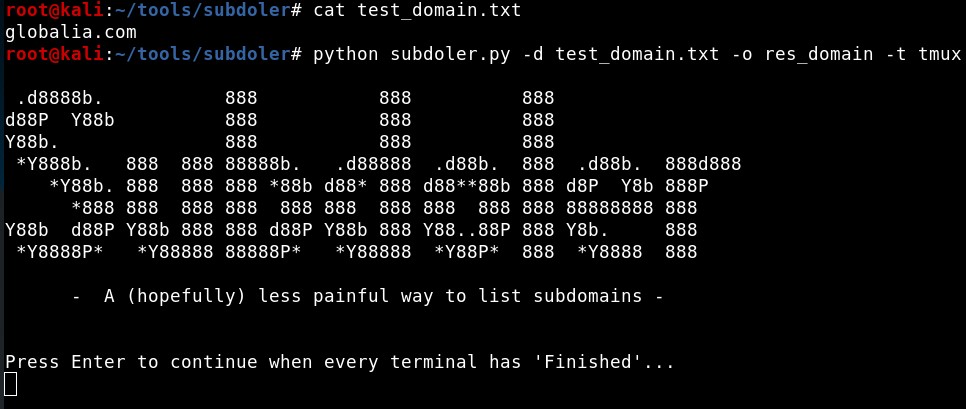 root@kali:~/tools/subdoler# cat test_domain.txt
globalia.com
root@kali:~/tools/subdoler# python subdoler.py -d test_domain.txt -o res_domain -t tmux
 .d8888b.           888           888          888
d88P  Y88b          888           888          888
Y88b.               888           888          888
 *Y888b.   888  888 88888b.   .d88888  .d88b.  888  .d88b.  888d888
    *Y88b. 888  888 888 *88b d88* 888 d88**88b 888 d8P  Y8b 888P
      *888 888  888 888  888 888  888 888  888 888 88888888 888
Y88b  d88P Y88b 888 888 d88P Y88b 888 Y88..88P 888 Y8b.     888
 *Y8888P*   *Y88888 88888P*   *Y88888  *Y88P*  888  *Y8888  888
      -  A (hopefully) less painful way to list subdomains -
Press Enter to continue when every terminal has 'Finished'...